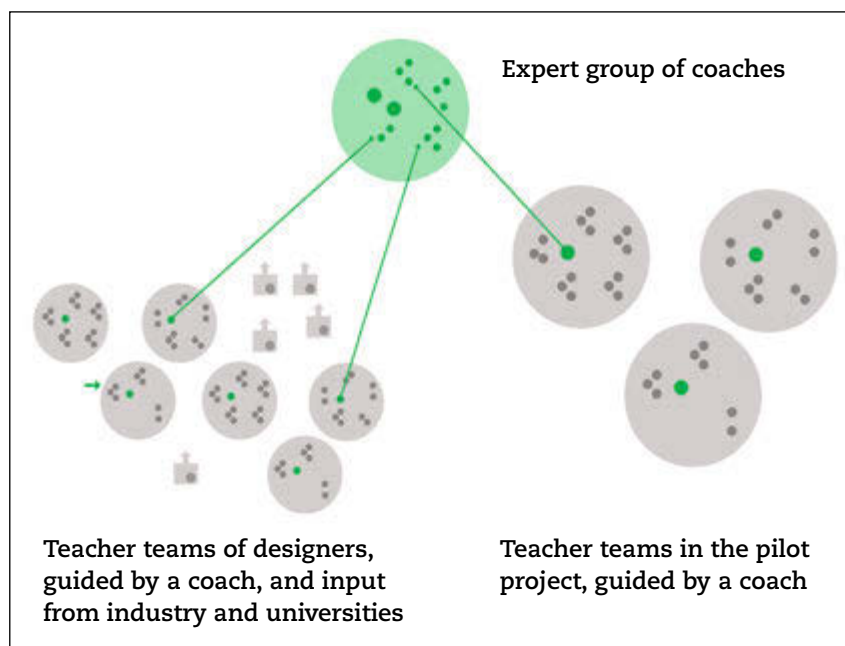 Expert group of coaches
Teacher teams of designers,
guided by a coach, and input
from industry and universities
Teacher teams in the pilot
project, guided by a coach